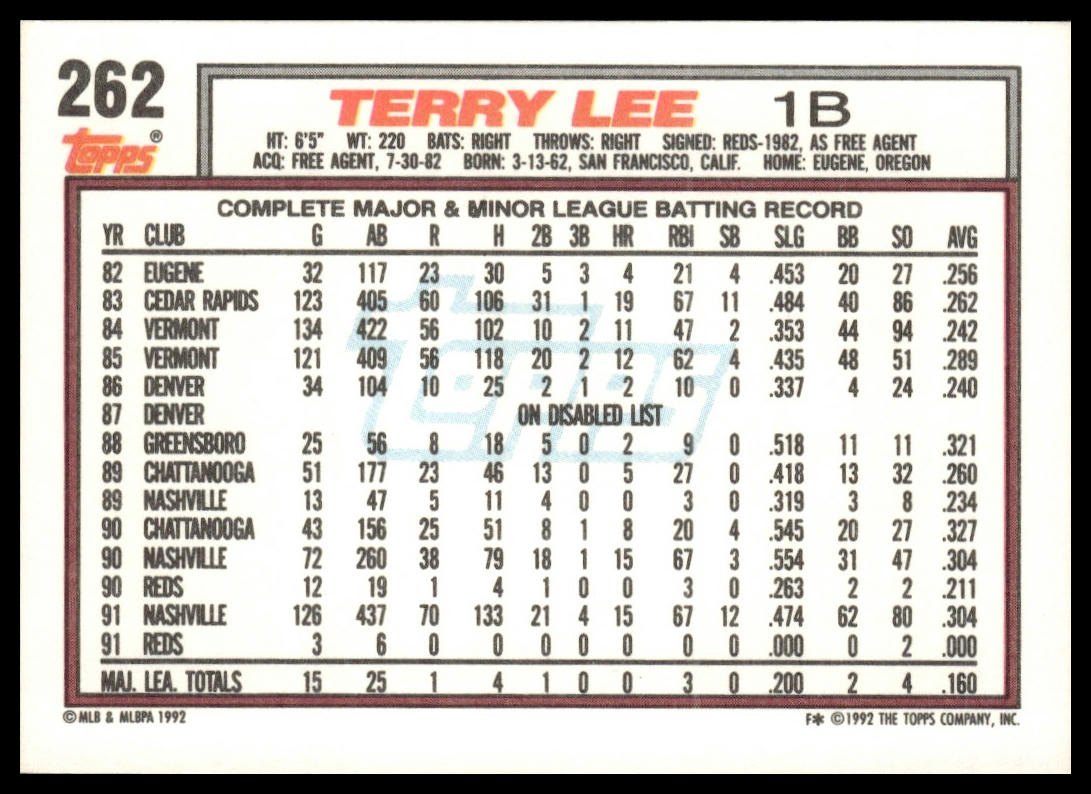 262
TERRY LEE 1B
Topps®
HT: 6'5" WT: 220 BATS: RIGHT THROWS: RIGHT SIGNED: REDS-1982, AS FREE AGENT
ACQ: FREE AGENT, 7-30-82 BORN: 3-13-62, SAN FRANCISCO, CALIF. HOME: EUGENE, OREGON
COMPLETE MAJOR & MINOR LEAGUE BATTING RECORD
YR CLUB G AB R H 2B 3B HR RBI SB SLG BB SO AVG
82 EUGENE 32 117 23 30 5 3 4 21 4 .453 20 27 .256
83 CEDAR RAPIDS 123 405 60 106 31 1 19 67 11 .484 40 86 .262
84 VERMONT 134 422 56 102 10 2 11 47 2 .353 44 94 .242
85 VERMONT 121 409 56 118 20 2 12 62 4 .435 48 51 .289
86 DENVER 34 104 10 25 2 1 2 10 0 .337 4 24 .240
87 DENVER ON DISABLED LIST
88 GREENSBORO 25 56 8 18 5 0 2 9 0 .518 11 11 .321
89 CHATTANOOGA 51 177 23 46 13 0 5 27 0 .418 13 32 .260
89 NASHVILLE 13 47 5 11 4 0 0 3 0 .319 3 8 .234
90 CHATTANOOGA 43 156 25 51 8 1 8 20 4 .545 20 27 .327
90 NASHVILLE 72 260 38 79 18 1 15 67 3 .554 31 47 .304
90 REDS 12 19 1 4 1 0 0 3 0 .263 2 2 .211
91 NASHVILLE 126 437 70 133 21 4 15 67 12 .474 62 80 .304
91 REDS 3 6 0 0 0 0 0 0 0 .000 0 2 .000
MAJ. LEA. TOTALS 15 25 1 4 1 0 0 3 0 .200 2 4 .160
Topps
© MLB & MLBPA 1992
F* ©1992 THE TOPPS COMPANY, INC.